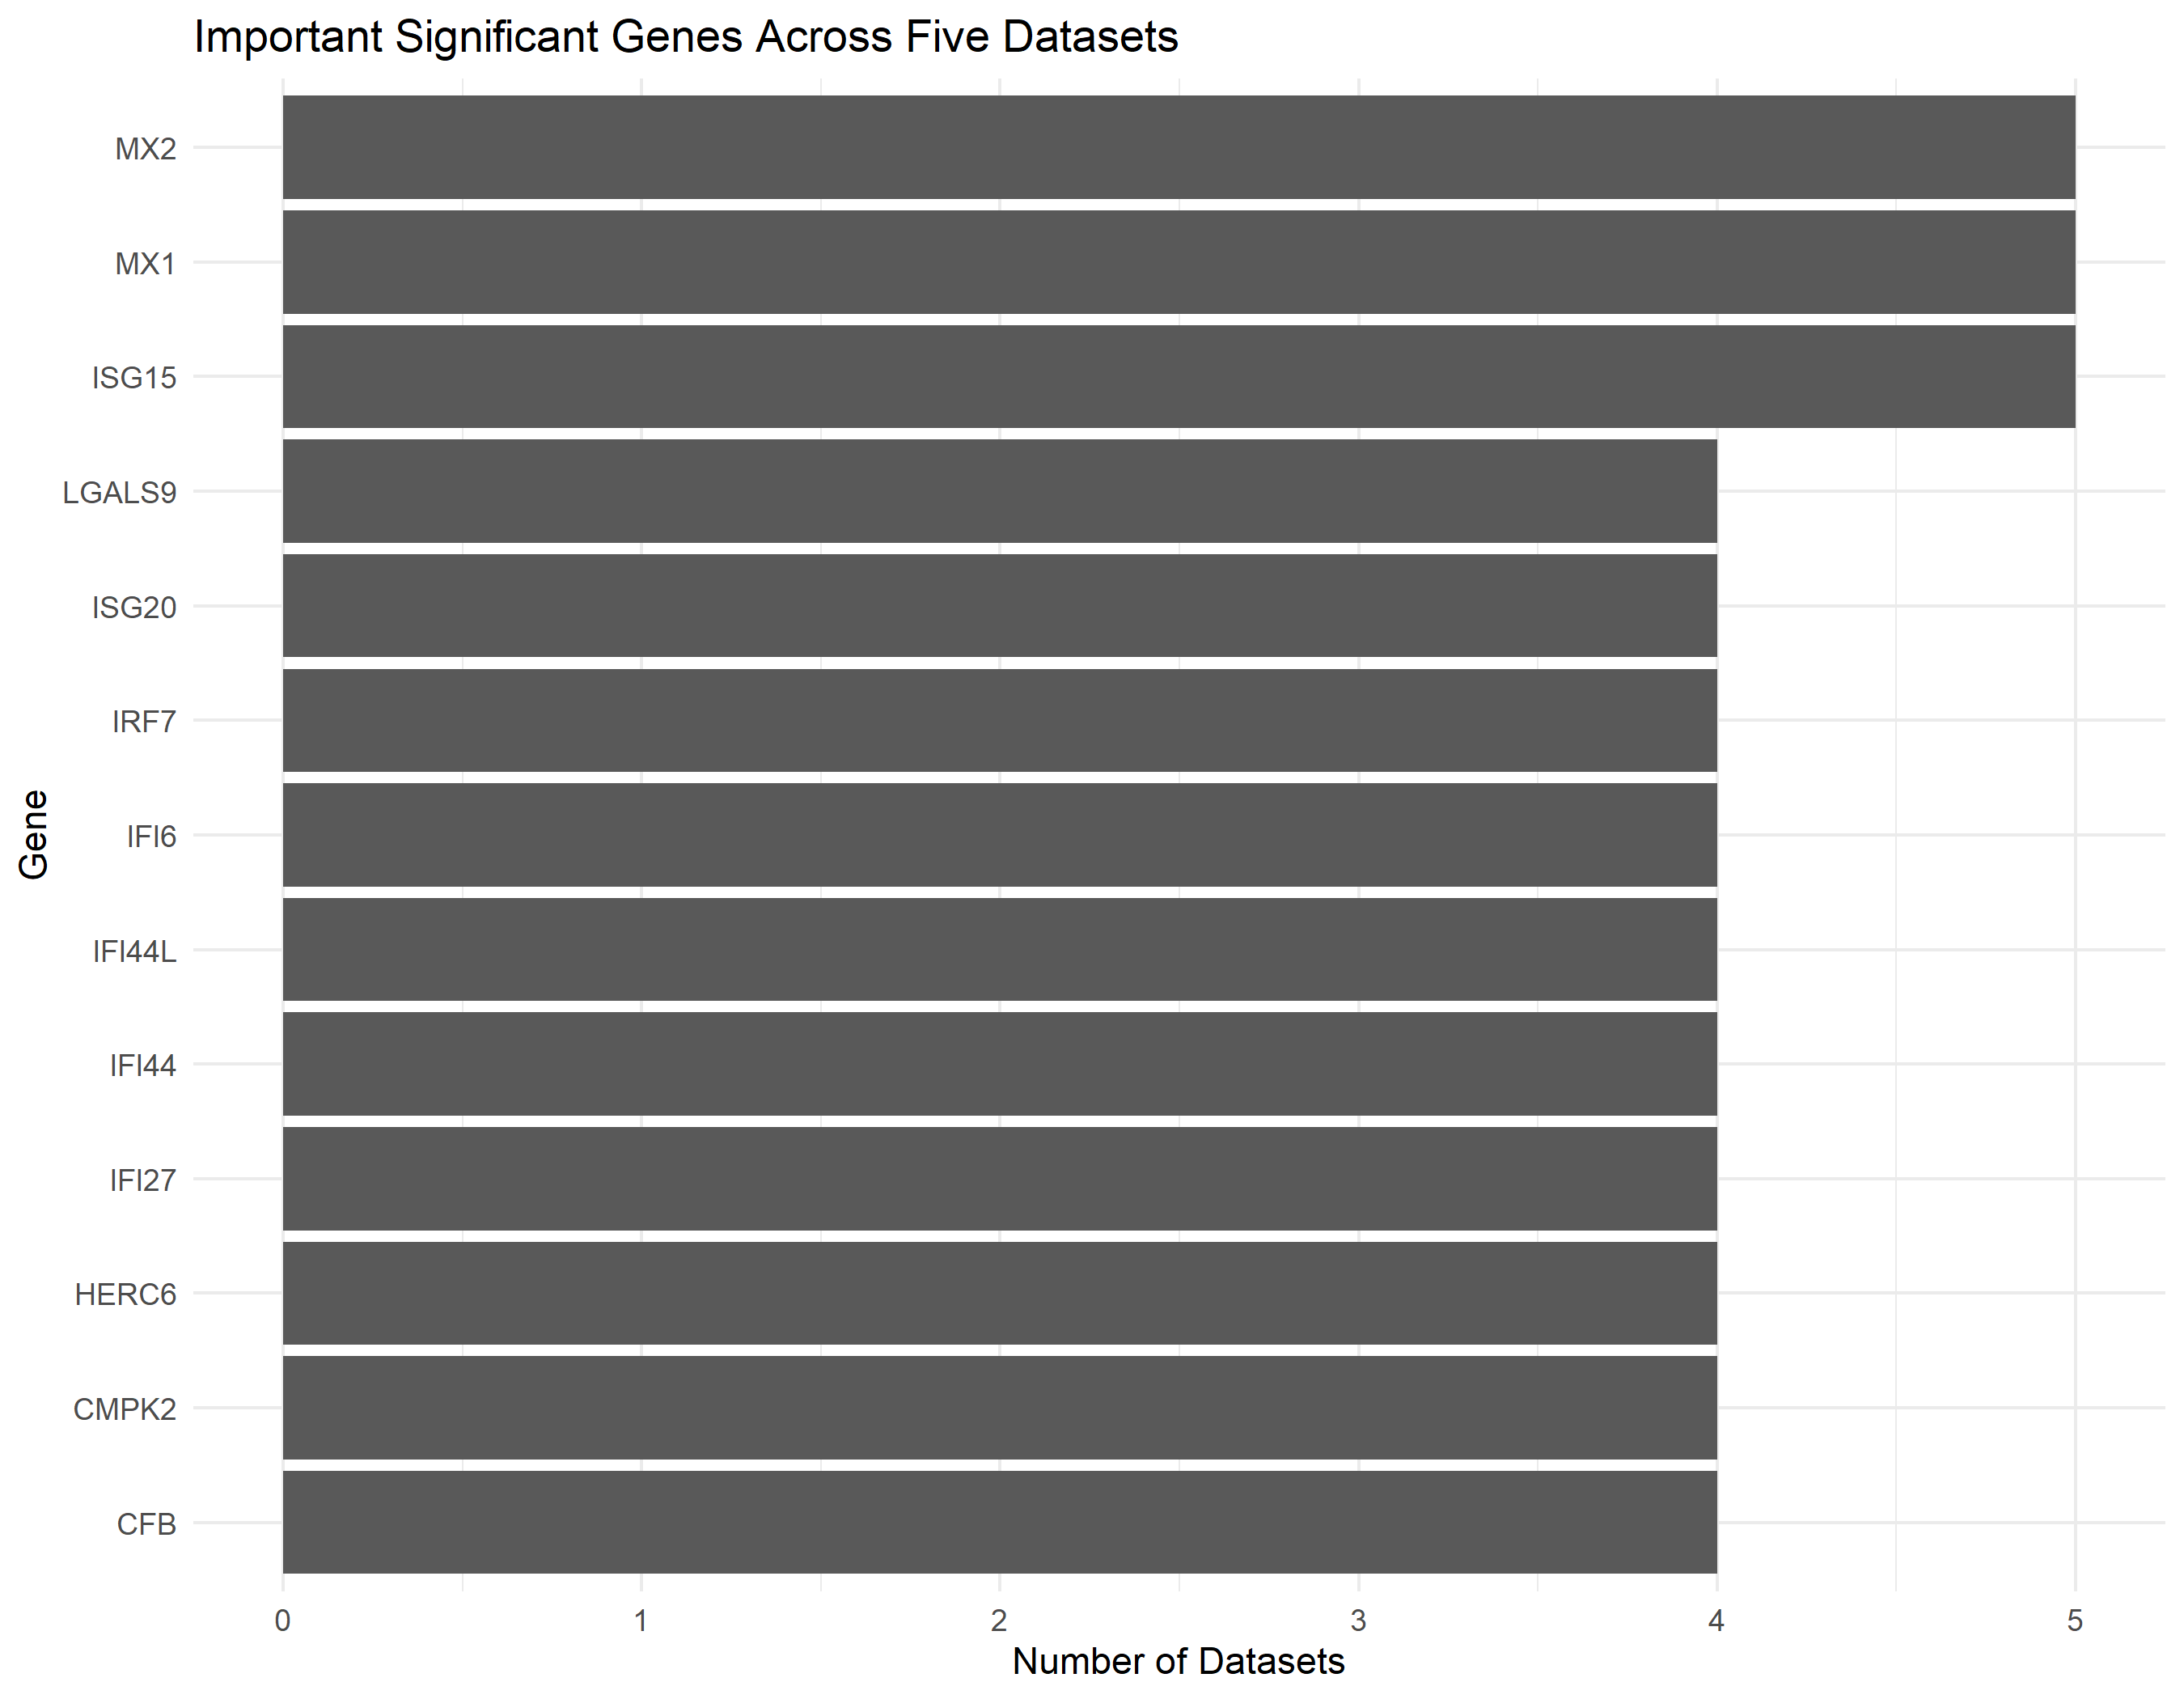 Important Significant Genes Across Five Datasets
MX2
MX1
ISG15
LGALS9
ISG20
IRF7
IFI6
IFI44L
IFI44
IFI27
HERC6
CMPK2
CFB
Gene
0 1 2 3 4 5
Number of Datasets